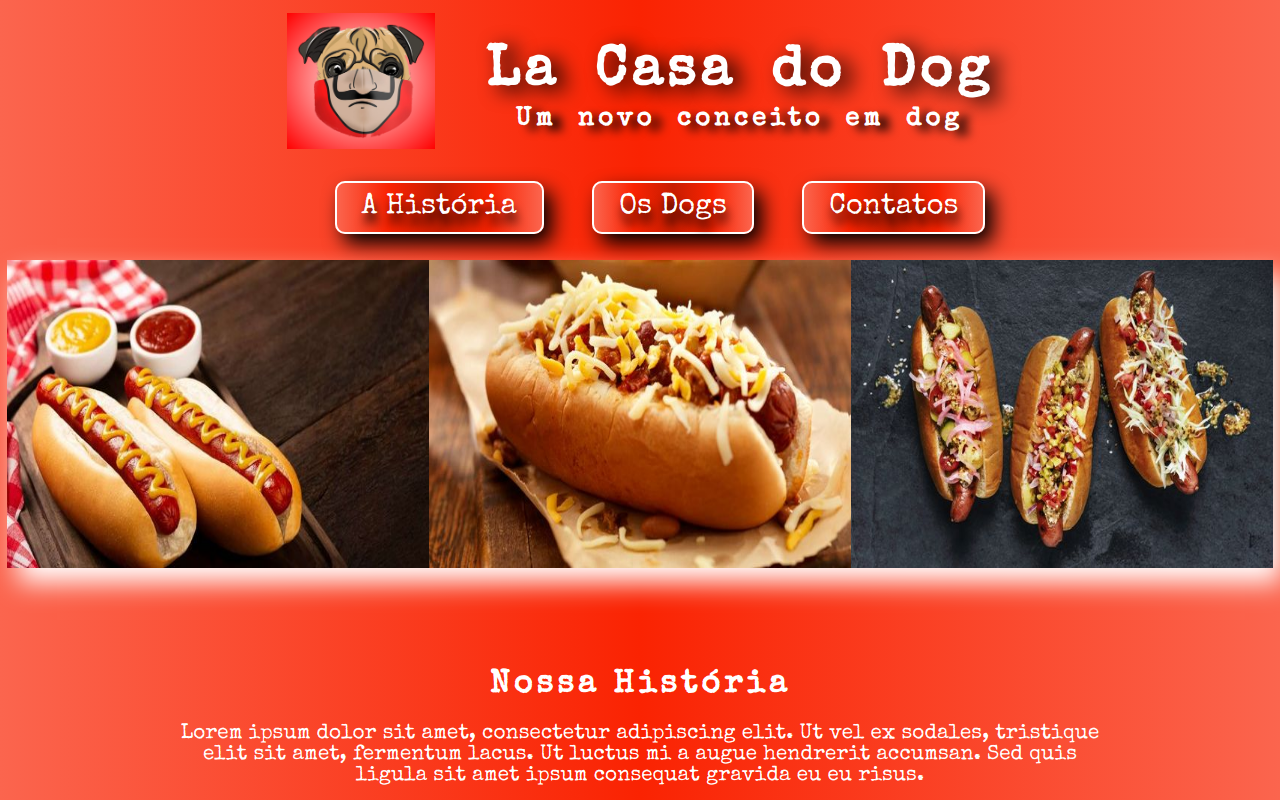 La Casa do Dog
Um novo conceito em dog
A História
Os Dogs
Contatos
Nossa História
Lorem ipsum dolor sit amet, consectetur adipiscing elit. Ut vel ex sodales, tristique
elit sit amet, fermentum lacus. Ut luctus mi a augue hendrerit accumsan. Sed quis
ligula sit amet ipsum consequat gravida eu eu risus.